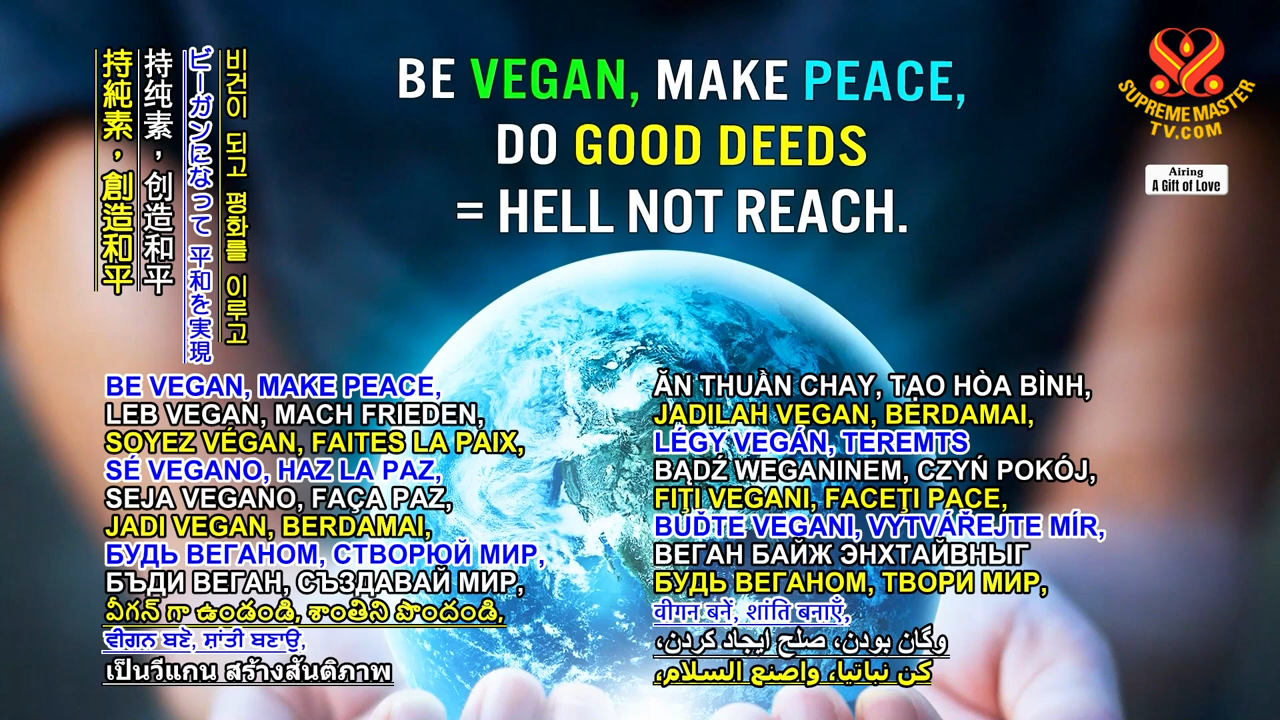 BE VEGAN, MAKE PEACE,
DO GOOD DEEDS
= HELL NOT REACH.
SUPREME MASTER
TV.COM
Airing
A Gift of Love
持純素，創造和平
持纯素，创造和平
ビーガンになって 平和を実現
비건이 되고 평화를 이루고
BE VEGAN, MAKE PEACE,
LEB VEGAN, MACH FRIEDEN,
SOYEZ VÉGAN, FAITES LA PAIX,
SÉ VEGANO, HAZ LA PAZ,
SEJA VEGANO, FAÇA PAZ,
JADI VEGAN, BERDAMAI,
БУДЬ ВЕГАНОМ, СТВОРЮЙ МИР,
БЪДИ ВЕГАН, СЪЗДАВАЙ МИР,
వీగన్ గా ఉండండి, శాంతిని పొందండి,
ਵੀਗਨ ਬਣੋ, ਸ਼ਾਂਤੀ ਬਣਾਉ,
เป็นวีแกน สร้างสันติภาพ
ĂN THUẦN CHAY, TẠO HÒA BÌNH,
JADILAH VEGAN, BERDAMAI,
LÉGY VEGÁN, TEREMTS
BĄDŹ WEGANINEM, CZYŃ POKÓJ,
FIŢI VEGANI, FACEŢI PACE,
BUĎTE VEGANI, VYTVÁŘEJTE MÍR,
ВЕГАН БАЙЖ ЭНХТАЙВНЫГ
БУДЬ ВЕГАНОМ, ТВОРИ МИР,
वीगन बनें, शांति बनाएँ,
وگان بودن، صلح ایجاد کردن،
كن نباتيا، واصنع السلام،